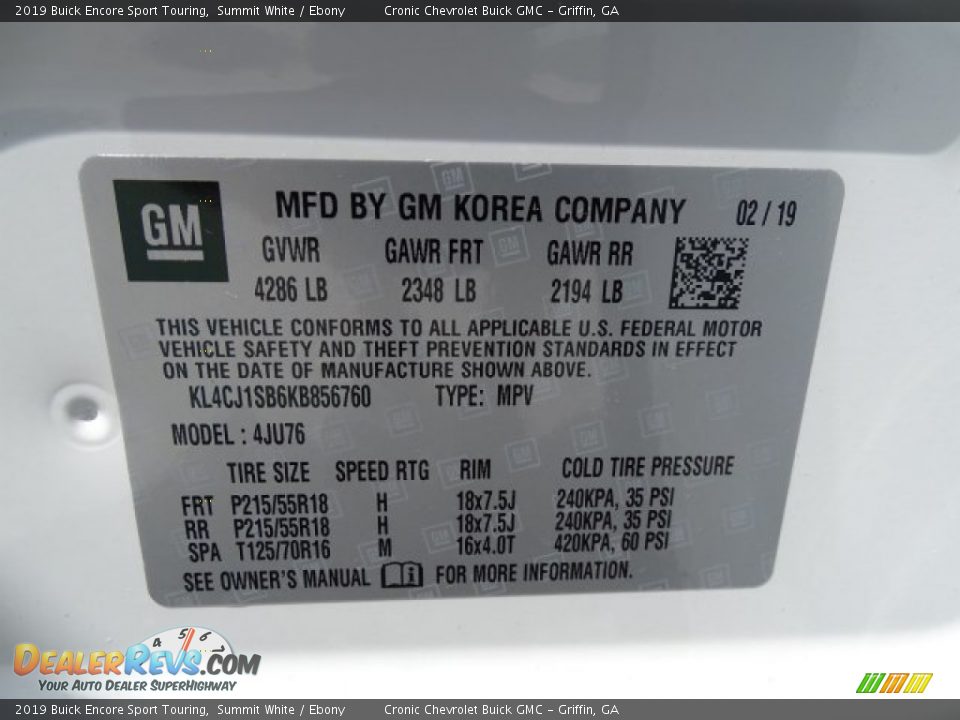 2019 Buick Encore Sport Touring, Summit White / Ebony Cronic Chevrolet Buick GMC - Griffin, GA
GM MFD BY GM KOREA COMPANY 02 / 19
GVWR GAWR FRT GAWR RR
4286 LB 2348 LB 2194 LB
THIS VEHICLE CONFORMS TO ALL APPLICABLE U.S. FEDERAL MOTOR
VEHICLE SAFETY AND THEFT PREVENTION STANDARDS IN EFFECT
ON THE DATE OF MANUFACTURE SHOWN ABOVE.
KL4CJ1SB6KB856760 TYPE: MPV
MODEL : 4JU76
TIRE SIZE SPEED RTG RIM COLD TIRE PRESSURE
FRT P215/55R18 H 18x7.5J 240KPA, 35 PSI
RR P215/55R18 H 18x7.5J 240KPA, 35 PSI
SPA T125/70R16 M 16x4.0T 420KPA, 60 PSI
SEE OWNER'S MANUAL FOR MORE INFORMATION.
4 5 6
DEALERREVS.COM
YOUR AUTO DEALER SUPERHIGHWAY
2019 Buick Encore Sport Touring, Summit White / Ebony Cronic Chevrolet Buick GMC - Griffin, GA